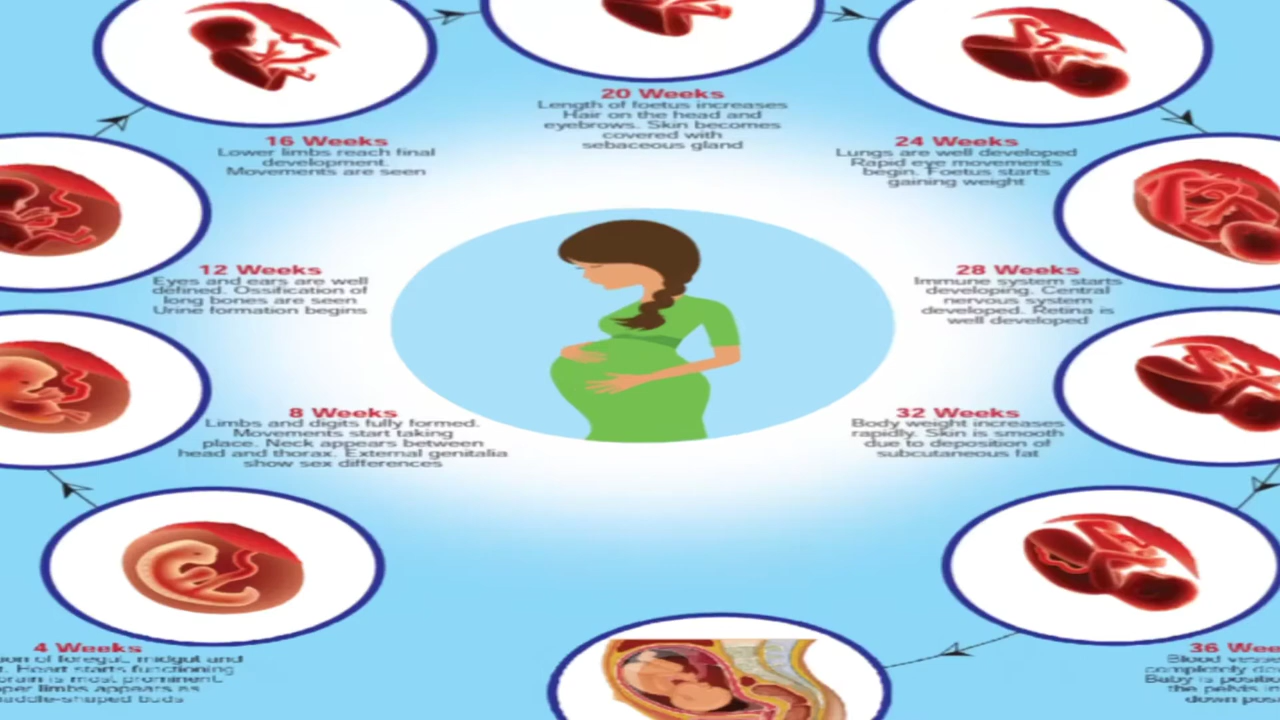 20 Weeks
Length of foetus increases
Hair on the head and
eyebrows. Skin becomes
covered with
sebaceous gland
16 Weeks
Lower limbs reach final
development.
Movements are seen
24 Weeks
Lungs are well developed
Rapid eye movements
begin. Foetus starts
gaining weight
12 Weeks
Eyes and ears are well
defined. Ossification of
long bones are seen
Urine formation begins
28 Weeks
Immune system starts
developing. Central
nervous system
developed. Retina is
well developed
8 Weeks
Limbs and digits fully formed.
Movements start taking
place. Neck appears between
head and thorax. External genitalia
show sex differences
32 Weeks
Body weight increases
rapidly. Skin is smooth
due to deposition of
subcutaneous fat
4 Weeks
of foregut, midgut and
Heart starts functioning
brain is most prominent.
limbs appears as
paddle-shaped buds
36
Blood
completely
Baby is
the pelvis
down